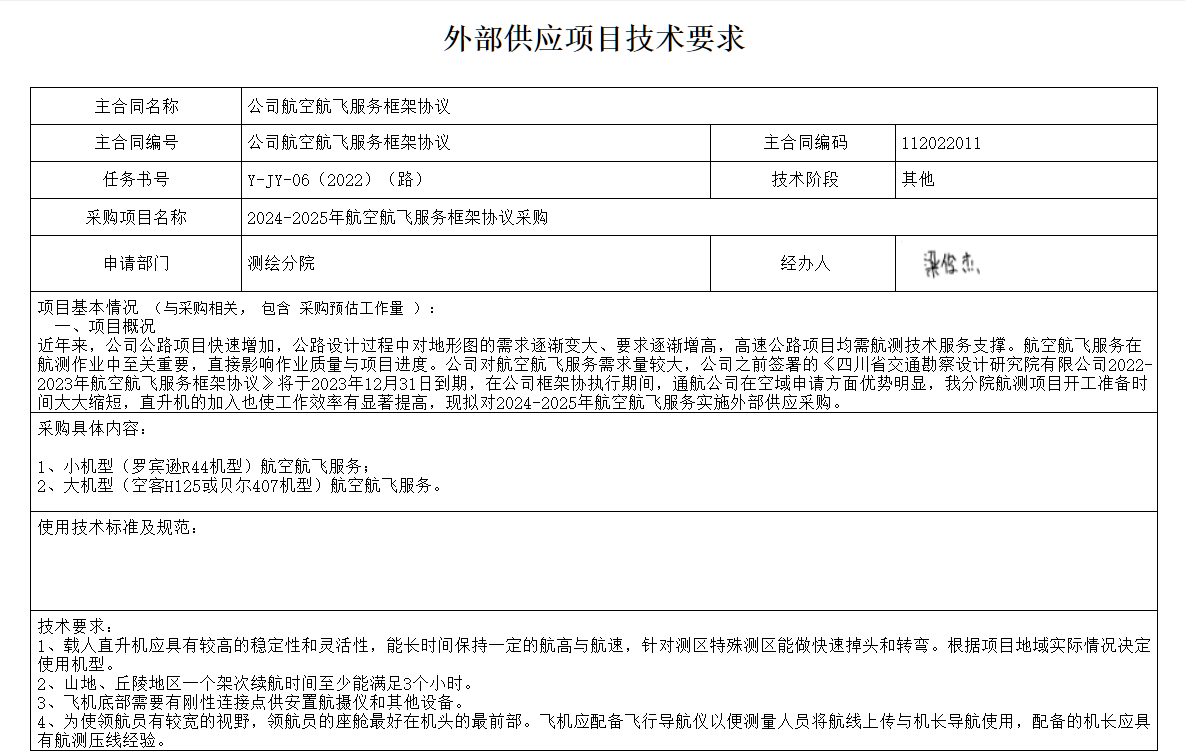 外部供应项目技术要求
主合同名称 公司航空航飞服务框架协议
主合同编号 公司航空航飞服务框架协议 主合同编码 112022011
任务书号 Y-JY-06（2022）（路） 技术阶段 其他
采购项目名称 2024-2025年航空航飞服务框架协议采购
申请部门 测绘分院 经办人 梁俊杰
项目基本情况 （与采购相关， 包含 采购预估工作量 ）：
一、项目概况
近年来，公司公路项目快速增加，公路设计过程中对地形图的需求逐渐变大、要求逐渐增高，高速公路项目均需航测技术服务支撑。航空航飞服务在
航测作业中至关重要，直接影响作业质量与项目进度。公司对航空航飞服务需求量较大，公司之前签署的《四川省交通勘察设计研究院有限公司2022-
2023年航空航飞服务框架协议》将于2023年12月31日到期，在公司框架协执行期间，通航公司在空域申请方面优势明显，我分院航测项目开工准备时
间大大缩短，直升机的加入也使工作效率有显著提高，现拟对2024-2025年航空航飞服务实施外部供应采购。
采购具体内容：
1、小机型（罗宾逊R44机型）航空航飞服务；
2、大机型（空客H125或贝尔407机型）航空航飞服务。
使用技术标准及规范：
技术要求：
1、载人直升机应具有较高的稳定性和灵活性，能长时间保持一定的航高与航速，针对测区特殊测区能做快速掉头和转弯。根据项目地域实际情况决定
使用机型。
2、山地、丘陵地区一个架次续航时间至少能满足3个小时。
3、飞机底部需要有刚性连接点供安置航摄仪和其他设备。
4、为使领航员有较宽的视野，领航员的座舱最好在机头的最前部。飞机应配备飞行导航仪以便测量人员将航线上传与机长导航使用，配备的机长应具
有航测压线经验。